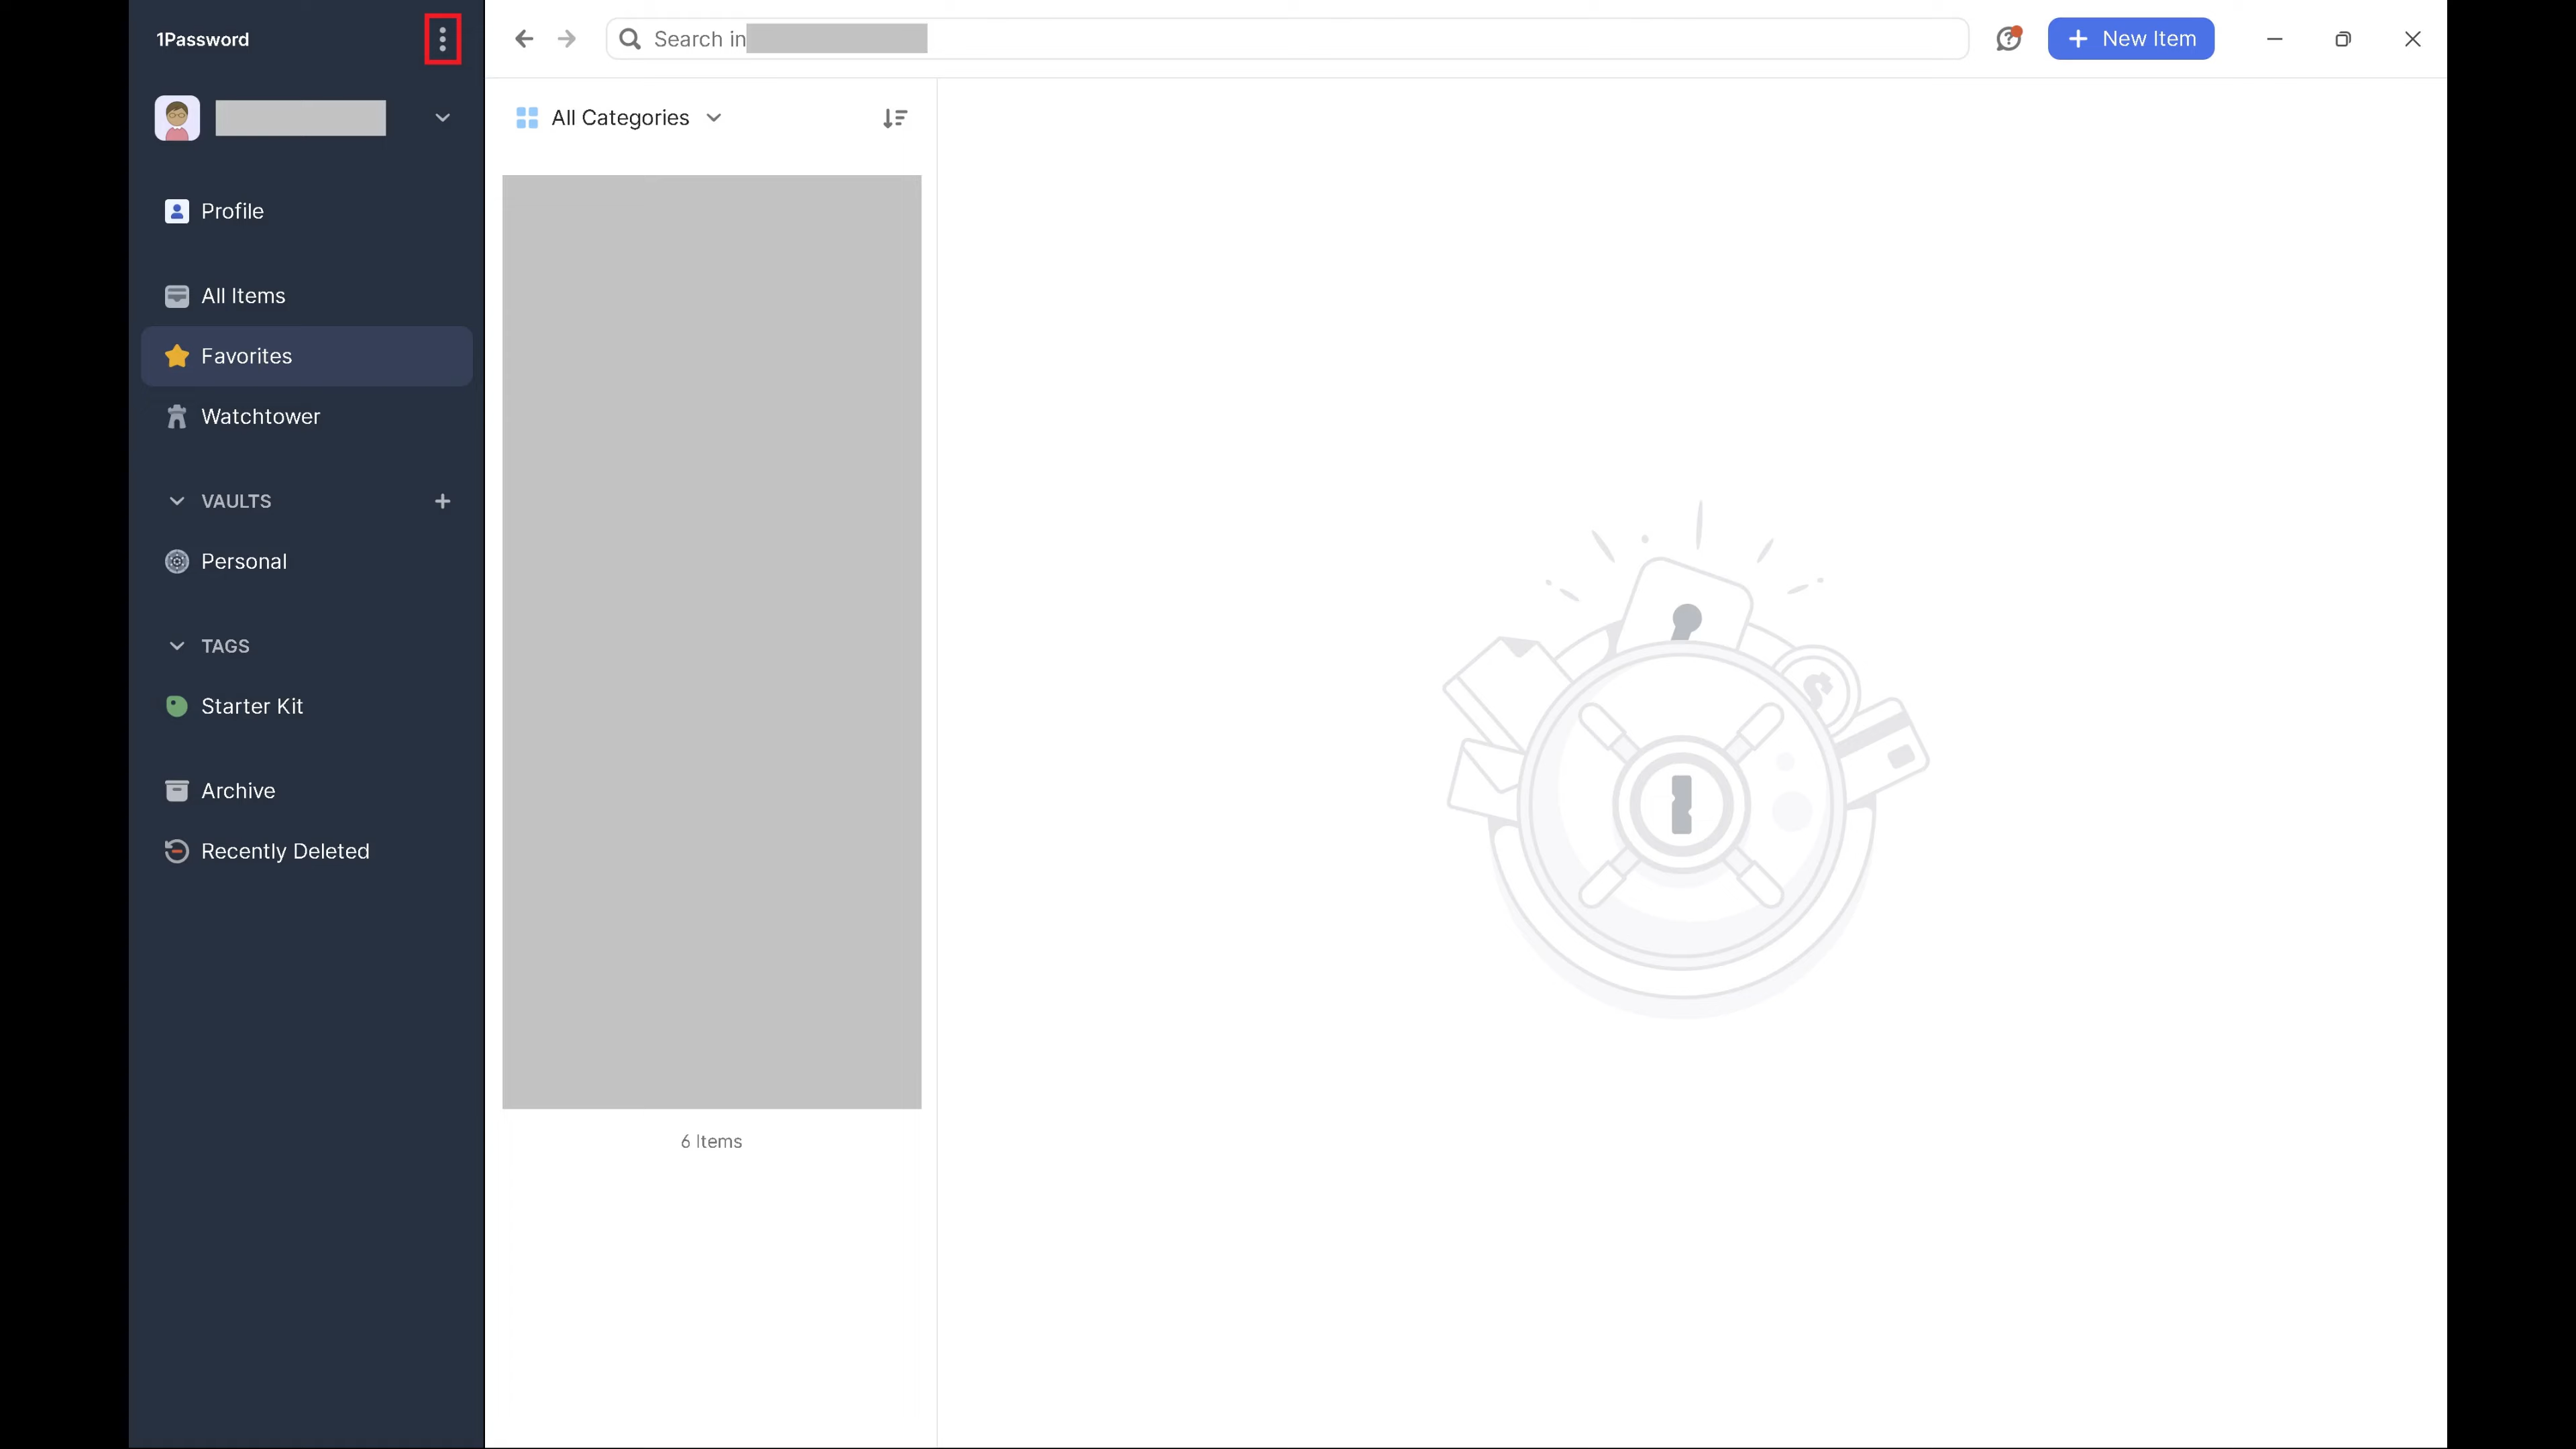 1Password
Search in
New Item
All Categories
Profile
All Items
Favorites
Watchtower
VAULTS
Personal
TAGS
Starter Kit
Archive
Recently Deleted
6 Items